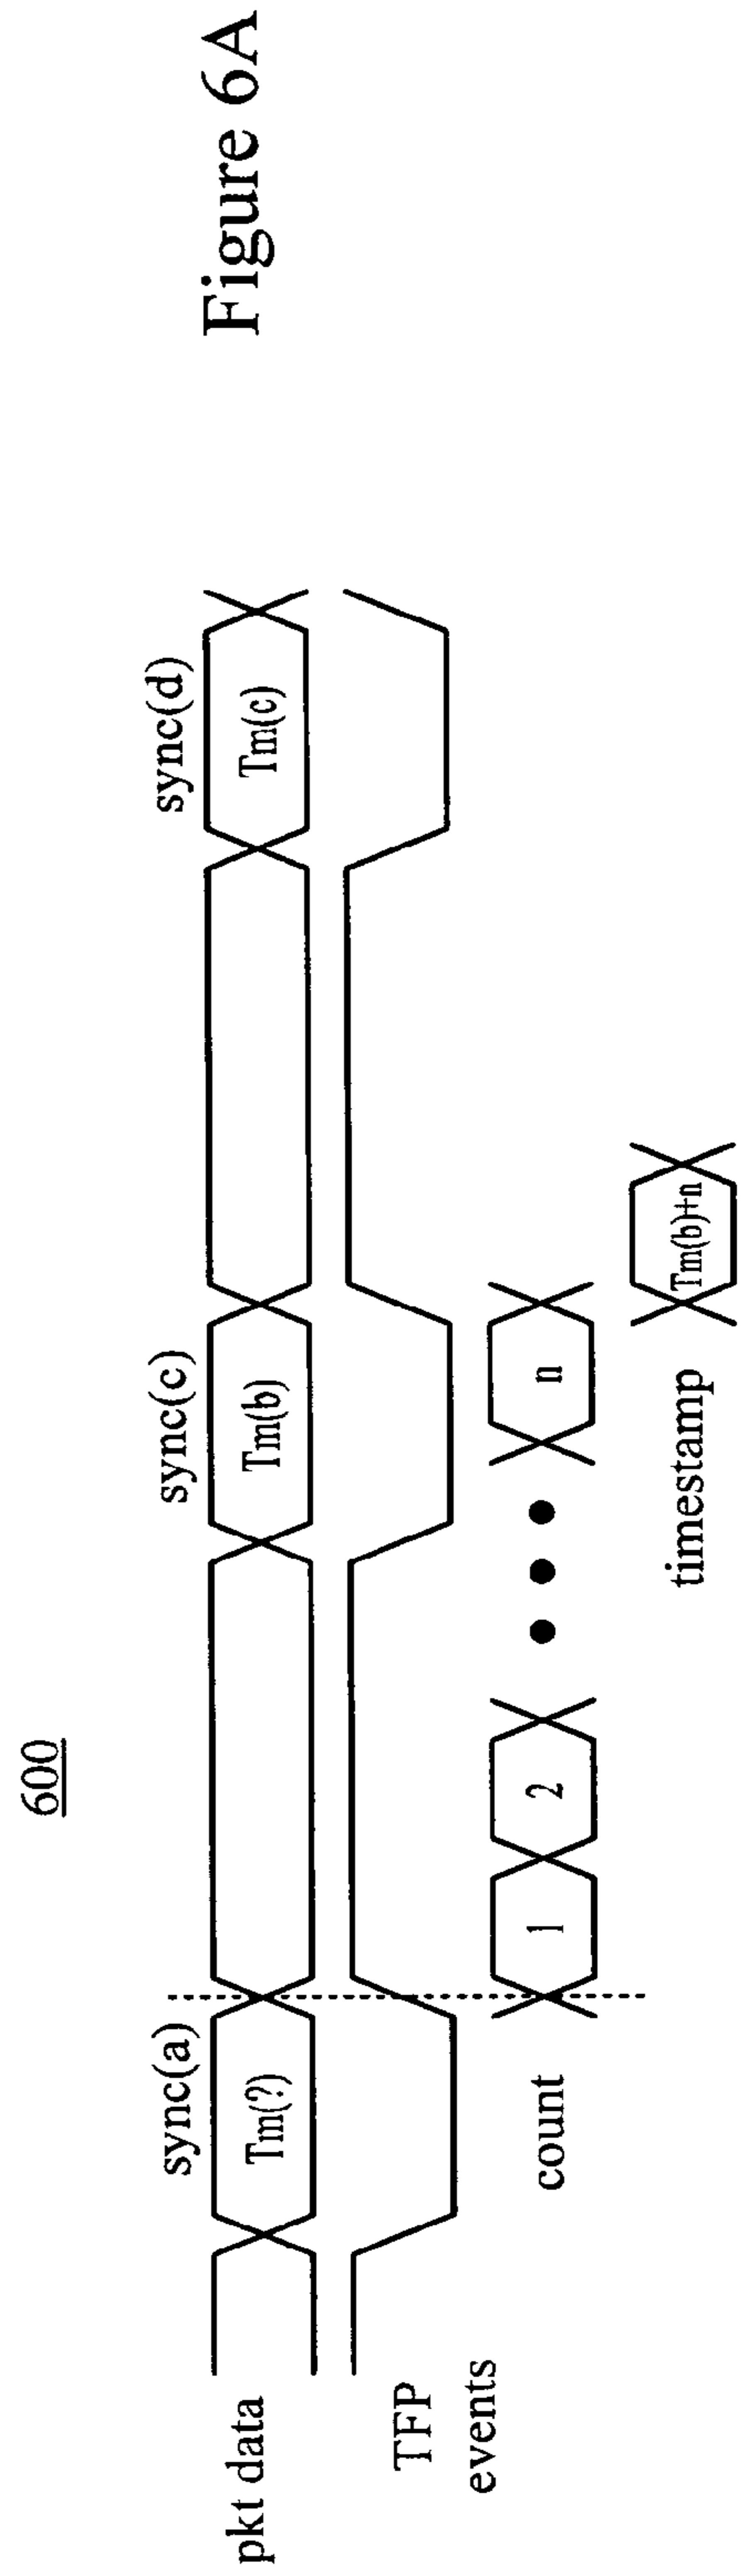 600
sync(a)
sync(c)
sync(d)
pkt data
Tm(?)
Tm(b)
Tm(c)
TFP
events
count
1
2
n
timestamp
Tm(b)+n
Figure 6A